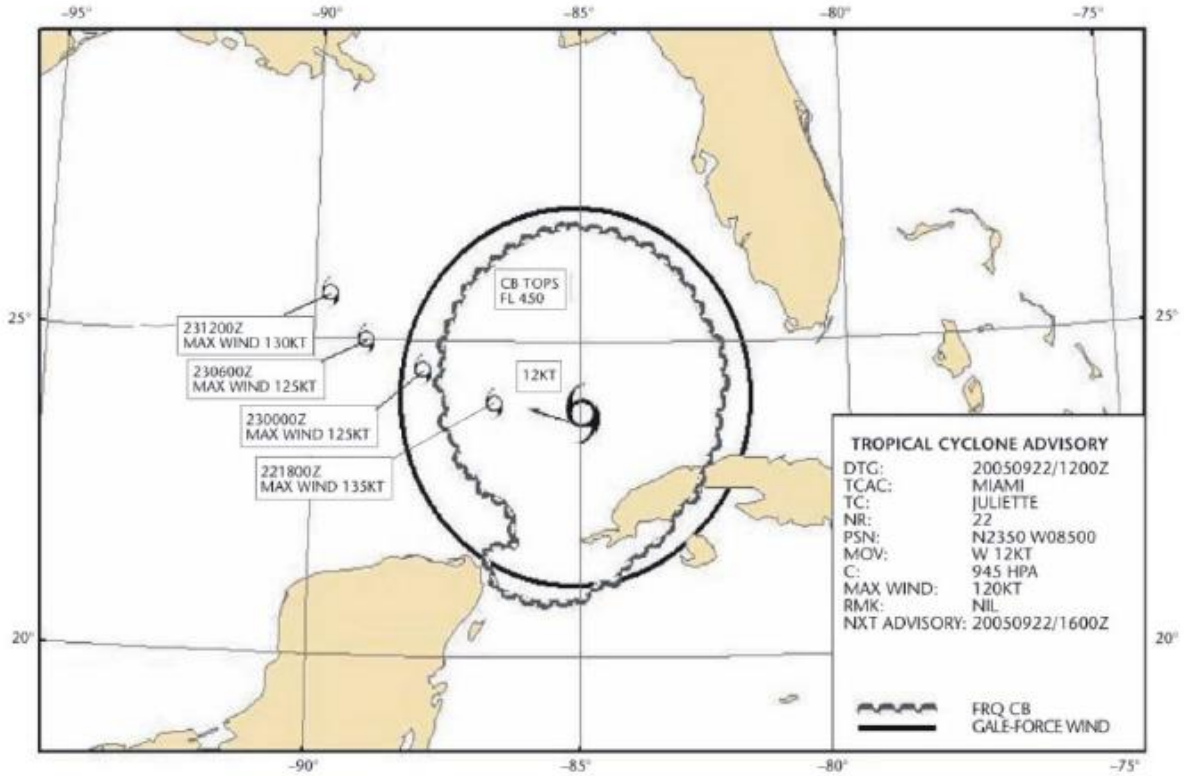 −95° −90° −85° −80° −75°
CB TOPS
FL 450
25° 25°
231200Z
MAX WIND 130KT
230600Z
MAX WIND 125KT
12KT
230000Z
MAX WIND 125KT
221800Z
MAX WIND 135KT
TROPICAL CYCLONE ADVISORY
DTG: 20050922/1200Z
TCAC: MIAMI
TC: JULIETTE
NR: 22
PSN: N2350 W08500
MOV: W 12KT
C: 945 HPA
MAX WIND: 120KT
RMK: NIL
NXT ADVISORY: 20050922/1600Z
20° 20°
FRQ CB
GALE-FORCE WIND
−90° −85° −80° −75°